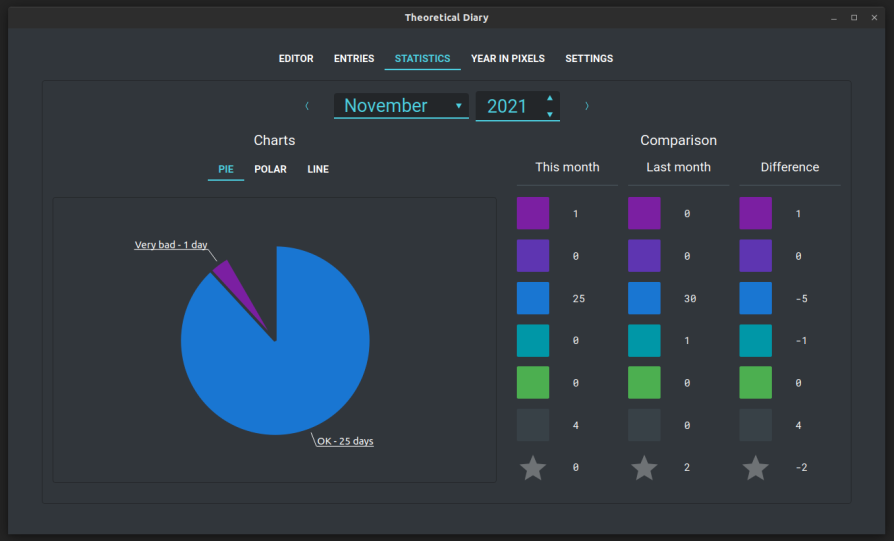 Theoretical Diary
EDITOR ENTRIES STATISTICS YEAR IN PIXELS SETTINGS
November 2021
Charts
PIE POLAR LINE
Very bad - 1 day
OK - 25 days
Comparison
This month Last month Difference
1 0 1
0 0 0
25 30 -5
0 1 -1
0 0 0
4 0 4
0 2 -2